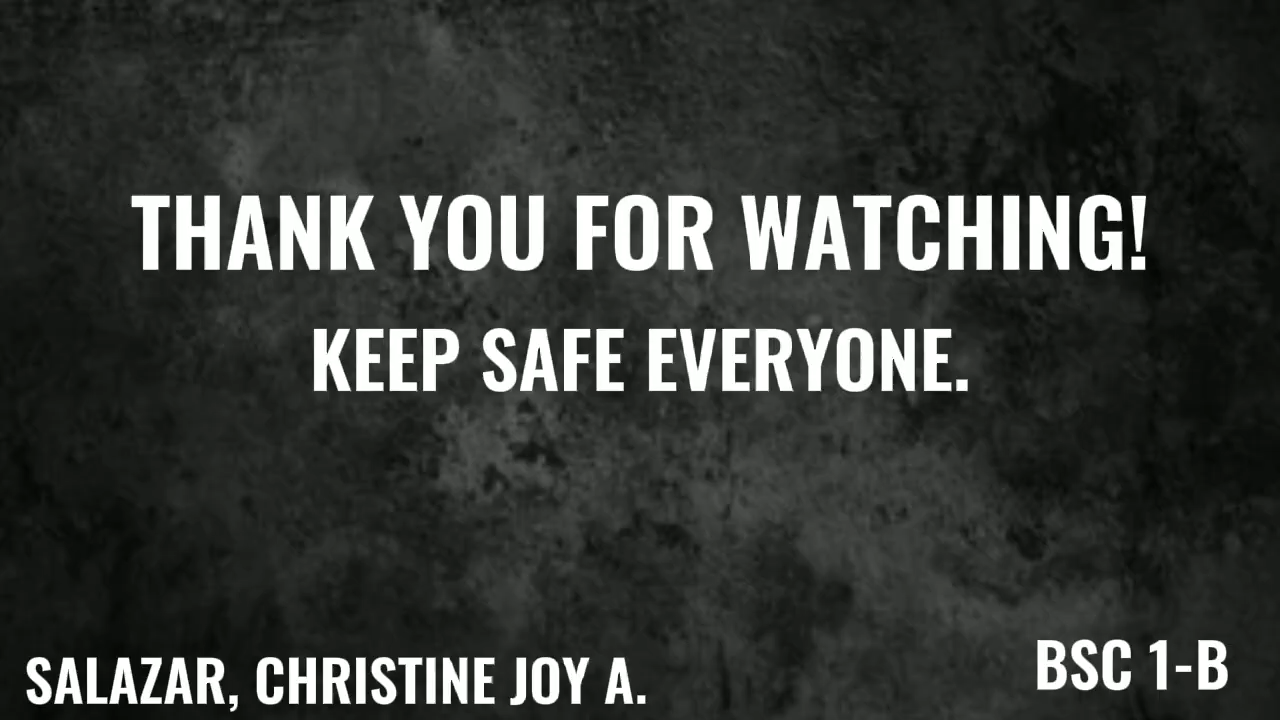 THANK YOU FOR WATCHING!
KEEP SAFE EVERYONE.
SALAZAR, CHRISTINE JOY A.
BSC 1-B